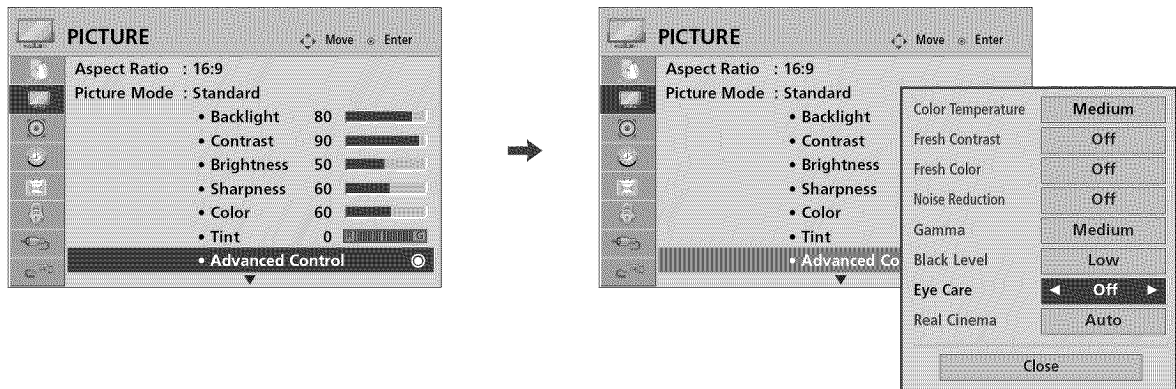 PICTURE
Move Enter
Aspect Ratio : 16:9
Picture Mode : Standard
• Backlight 80
• Contrast 90
• Brightness 50
• Sharpness 60
• Color 60
• Tint 0 R G
• Advanced Control
PICTURE
Move Enter
Aspect Ratio : 16:9
Picture Mode : Standard
• Backlight
• Contrast
• Brightness
• Sharpness
• Color
• Tint
• Advanced Co
Color Temperature Medium
Fresh Contrast Off
Fresh Color Off
Noise Reduction Off
Gamma Medium
Black Level Low
Eye Care ◄ Off ►
Real Cinema Auto
Close